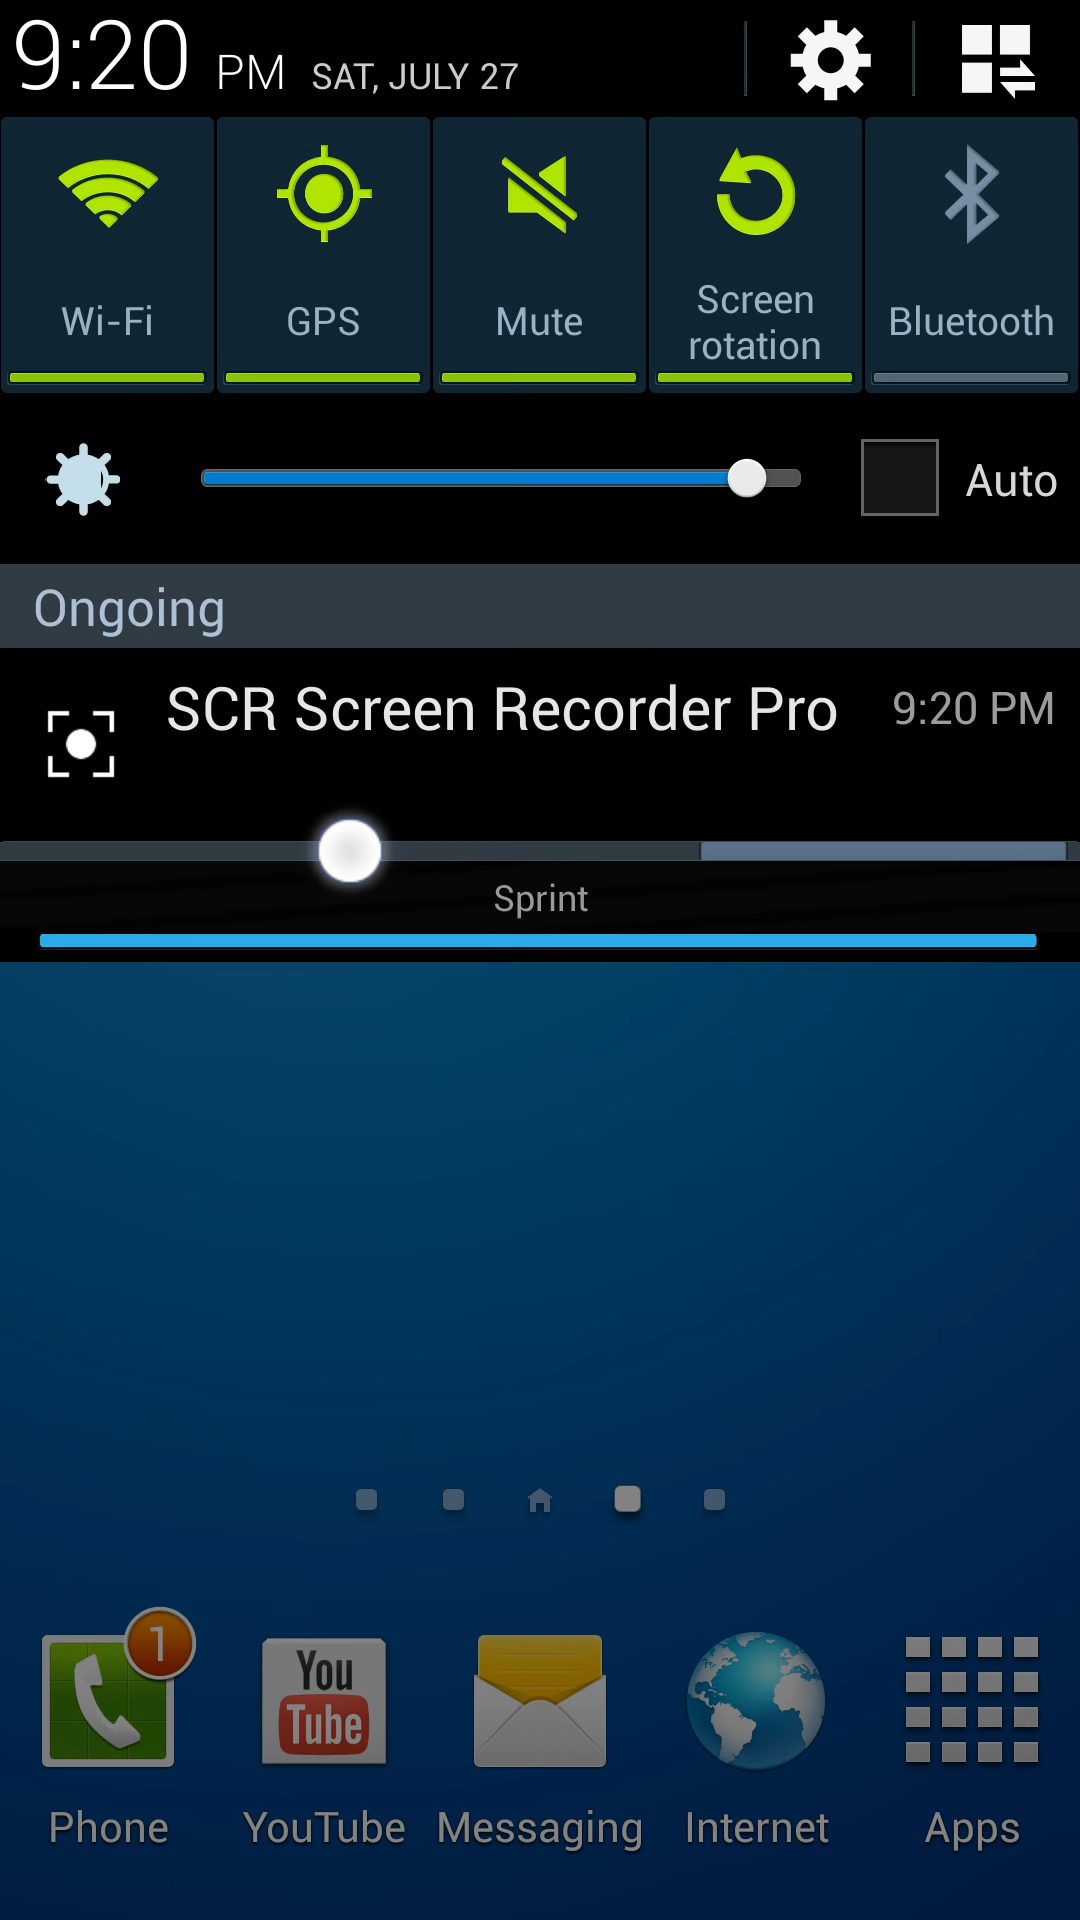 9:20 PM SAT, JULY 27
Wi-Fi
GPS
Mute
Screen
rotation
Bluetooth
Auto
Ongoing
SCR Screen Recorder Pro 9:20 PM
Sprint
1
You
Tube
Phone
YouTube
Messaging
Internet
Apps